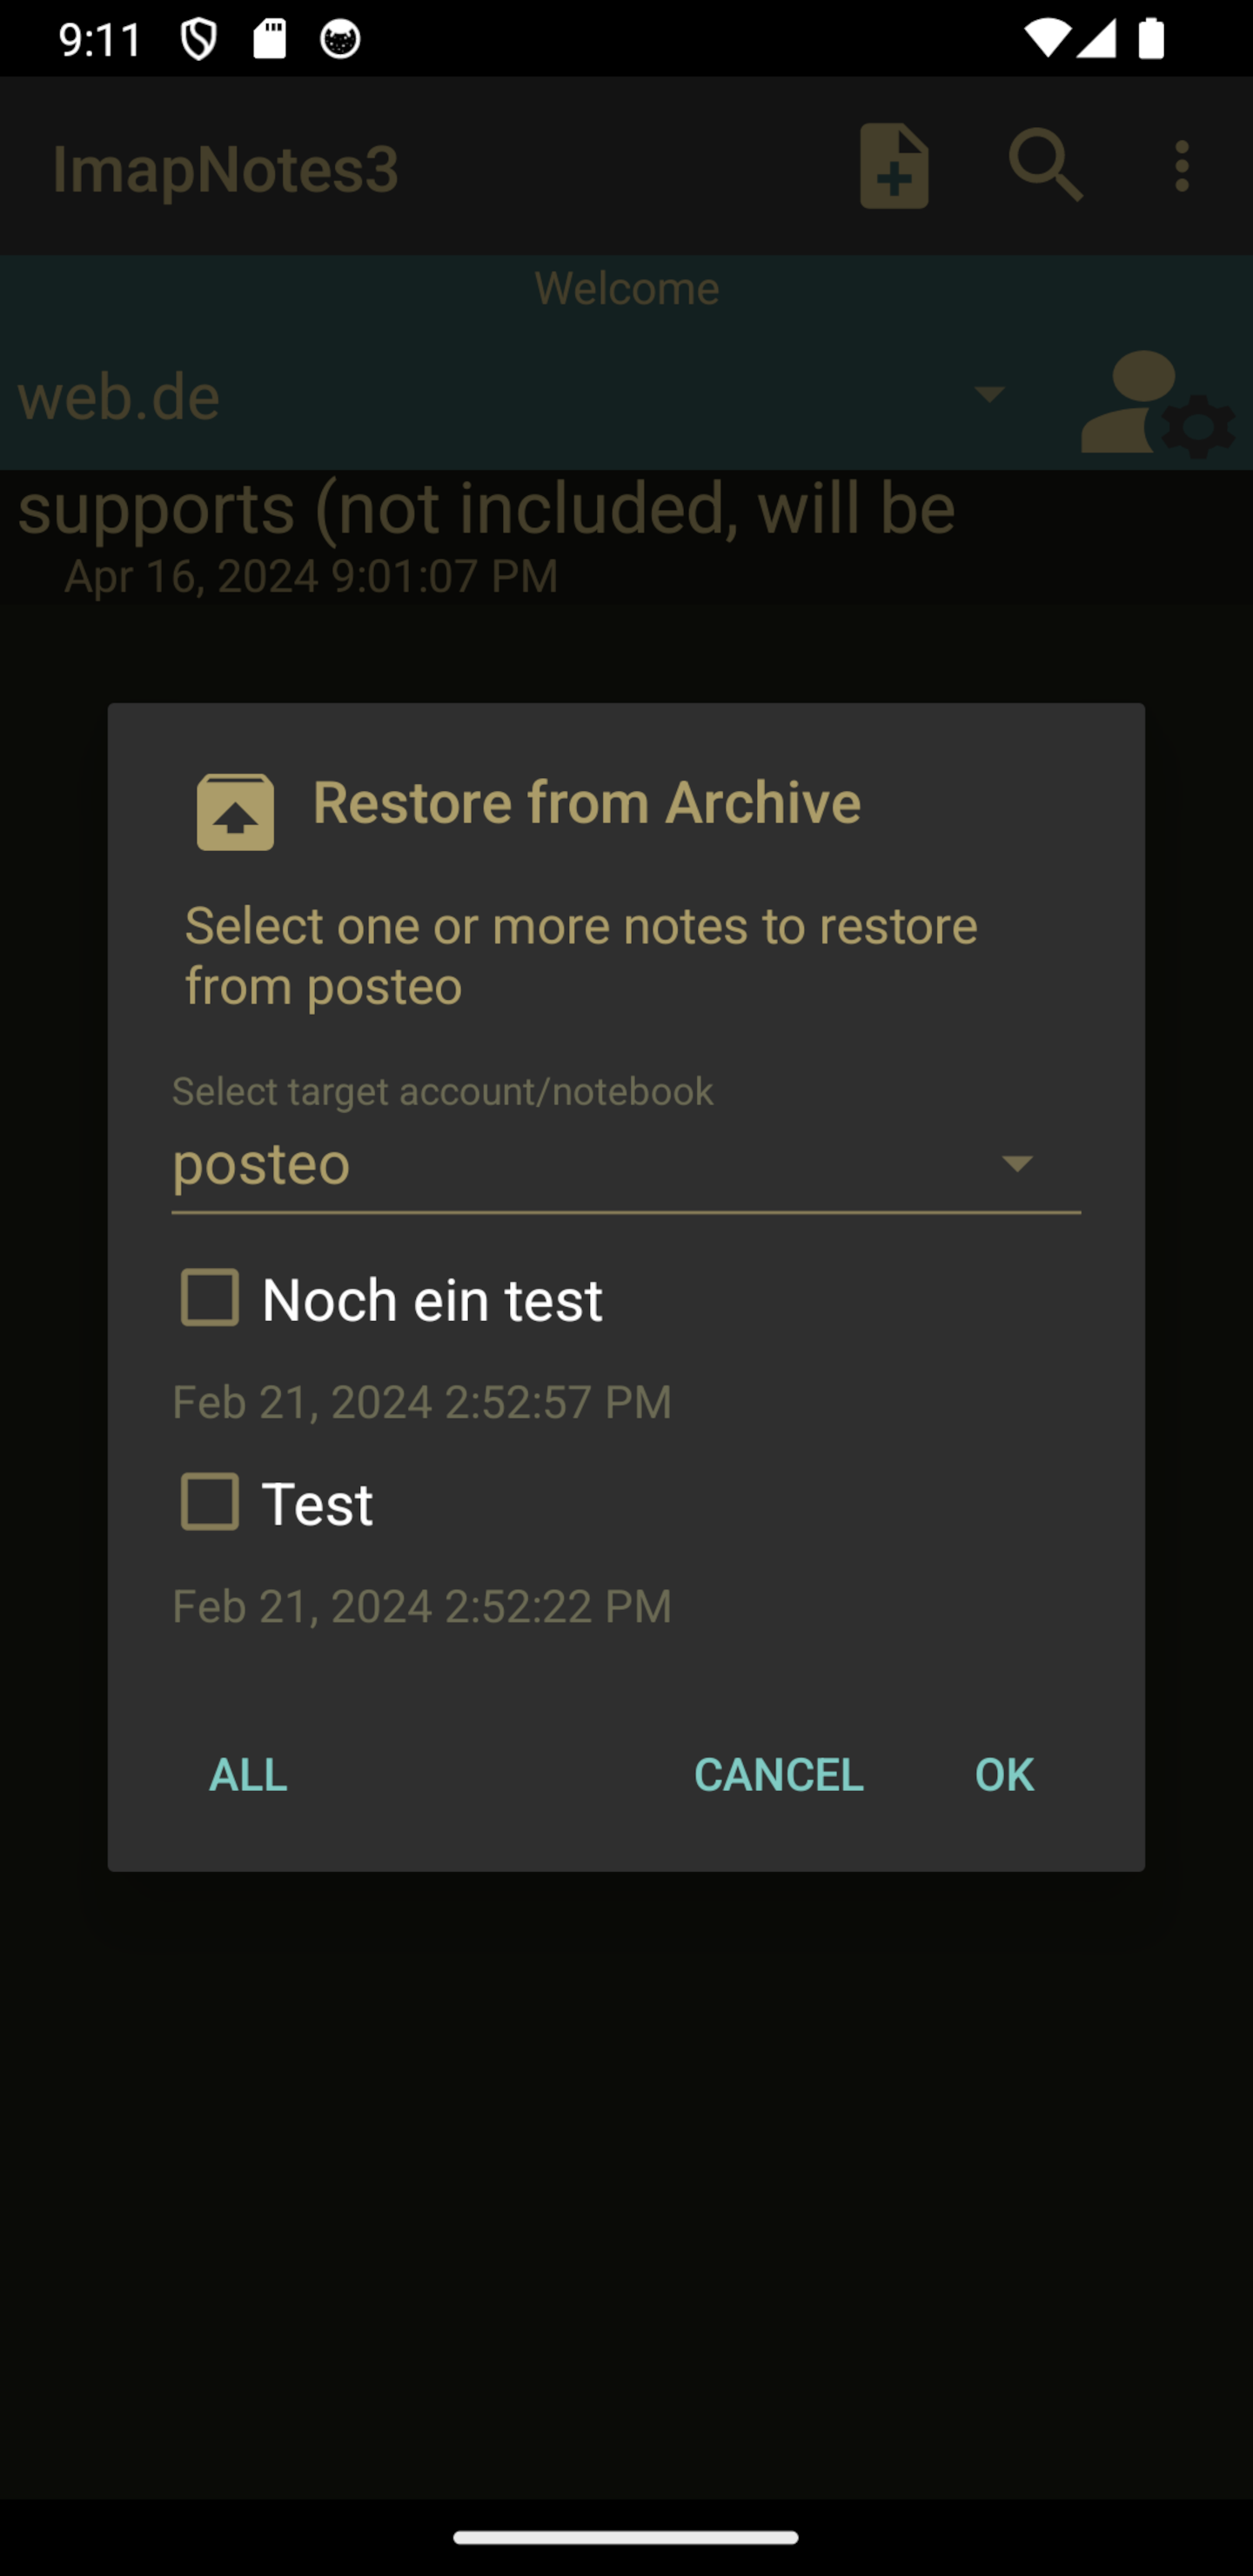 9:11
ImapNotes3
Welcome
web.de
supports (not included, will be
Apr 16, 2024 9:01:07 PM
Restore from Archive
Select one or more notes to restore
from posteo
Select target account/notebook
posteo
Noch ein test
Feb 21, 2024 2:52:57 PM
Test
Feb 21, 2024 2:52:22 PM
ALL CANCEL OK